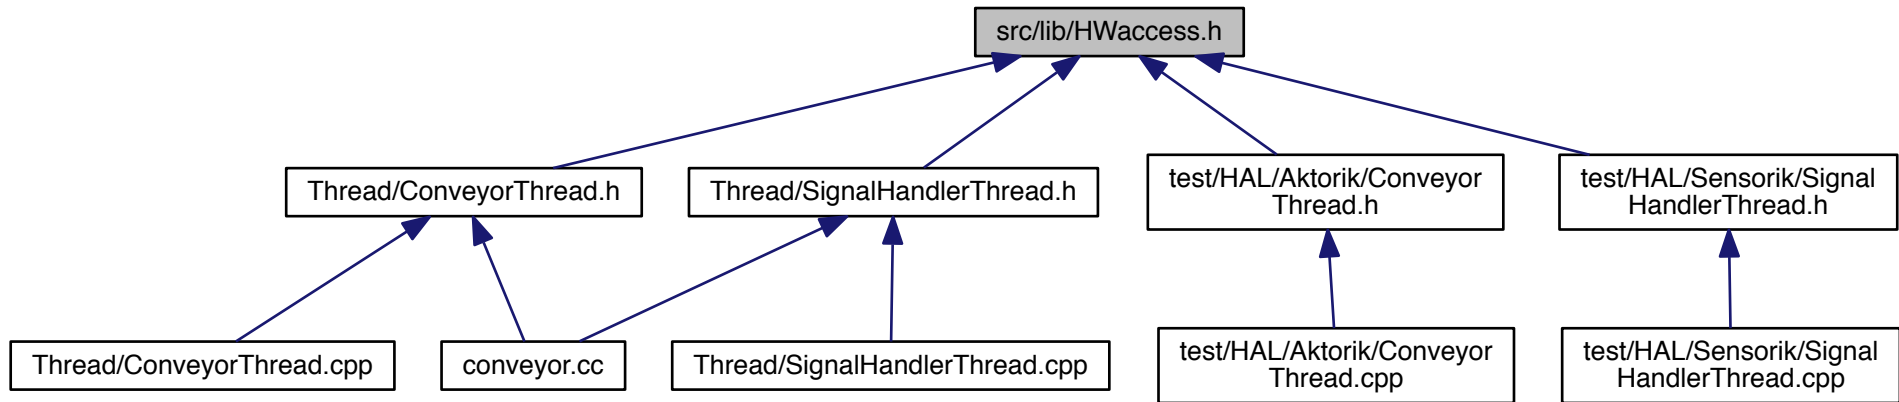 src/lib/HWaccess.h
Thread/ConveyorThread.h
Thread/SignalHandlerThread.h
test/HAL/Aktorik/Conveyor
Thread.h
test/HAL/Sensorik/Signal
HandlerThread.h
Thread/ConveyorThread.cpp
conveyor.cc
Thread/SignalHandlerThread.cpp
test/HAL/Aktorik/Conveyor
Thread.cpp
test/HAL/Sensorik/Signal
HandlerThread.cpp